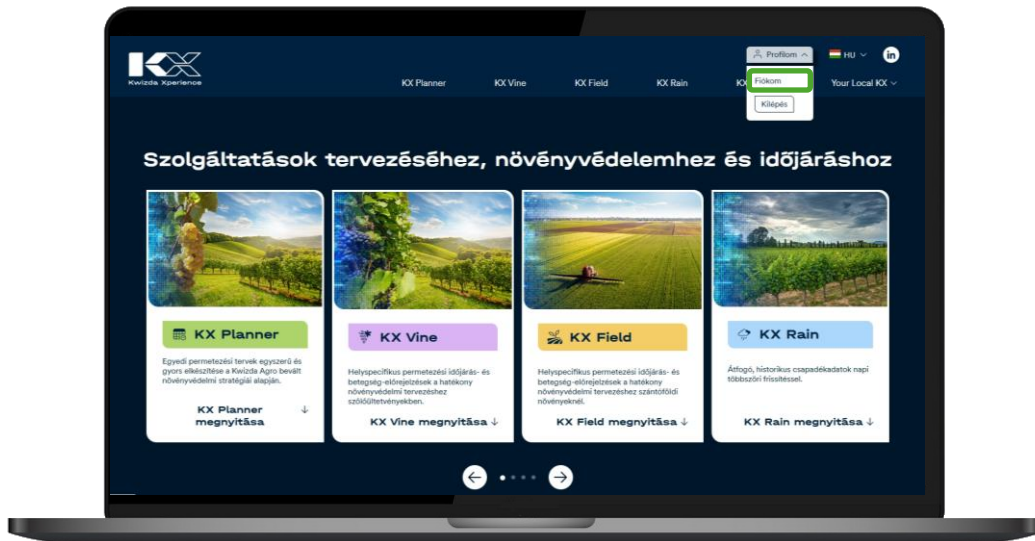 KX
Kwizda Xperience
Profilom
HU
in
KX Planner
KX Vine
KX Field
KX Rain
KX
Your Local KX
Fiókom
Kilépés
Szolgáltatások tervezéséhez, növényvédelemhez és időjáráshoz
KX Planner
Egyedi permetezési tervek egyszerű és
gyors elkészítése a Kwizda Agro bevált
növényvédelmi stratégiái alapján.
KX Planner
megnyitása
KX Vine
Helyspecifikus permetezési időjárás- és
betegség-előrejelzések a hatékony
növényvédelmi tervezéshez
szőlőültetvényekben.
KX Vine megnyitása
KX Field
Helyspecifikus permetezési időjárás- és
betegség-előrejelzések a hatékony
növényvédelmi tervezéshez szántóföldi
növényeknél.
KX Field megnyitása
KX Rain
Átfogó, historikus csapadékadatok napi
többszöri frissítéssel.
KX Rain megnyitása